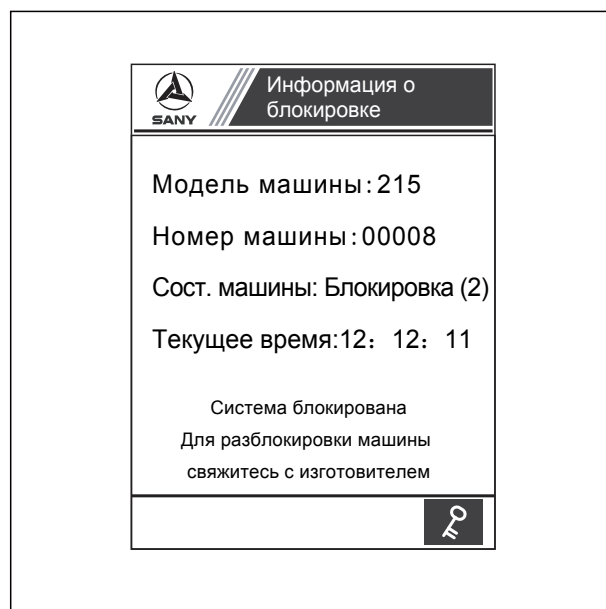 SANY
Информация о
блокировке
Модель машины:215
Номер машины:00008
Сост. машины: Блокировка (2)
Текущее время:12: 12: 11
Система блокирована
Для разблокировки машины
свяжитесь с изготовителем